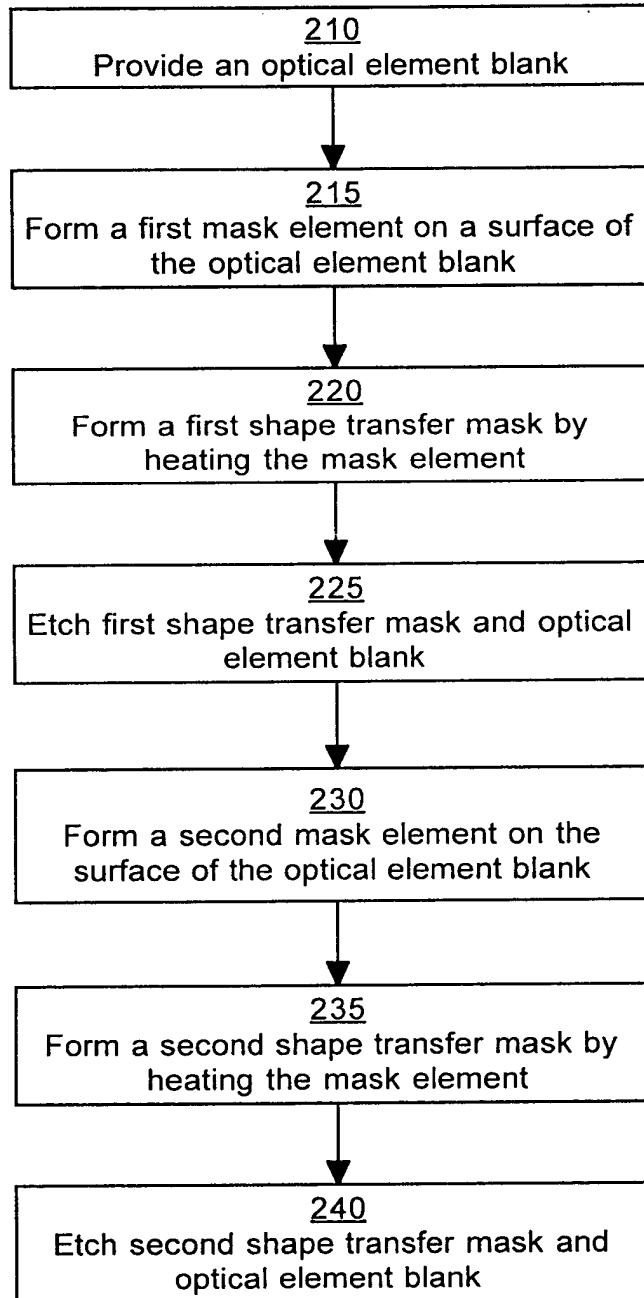 210
Provide an optical element blank
215
Form a first mask element on a surface of
the optical element blank
220
Form a first shape transfer mask by
heating the mask element
225
Etch first shape transfer mask and optical
element blank
230
Form a second mask element on the
surface of the optical element blank
235
Form a second shape transfer mask by
heating the mask element
240
Etch second shape transfer mask and
optical element blank